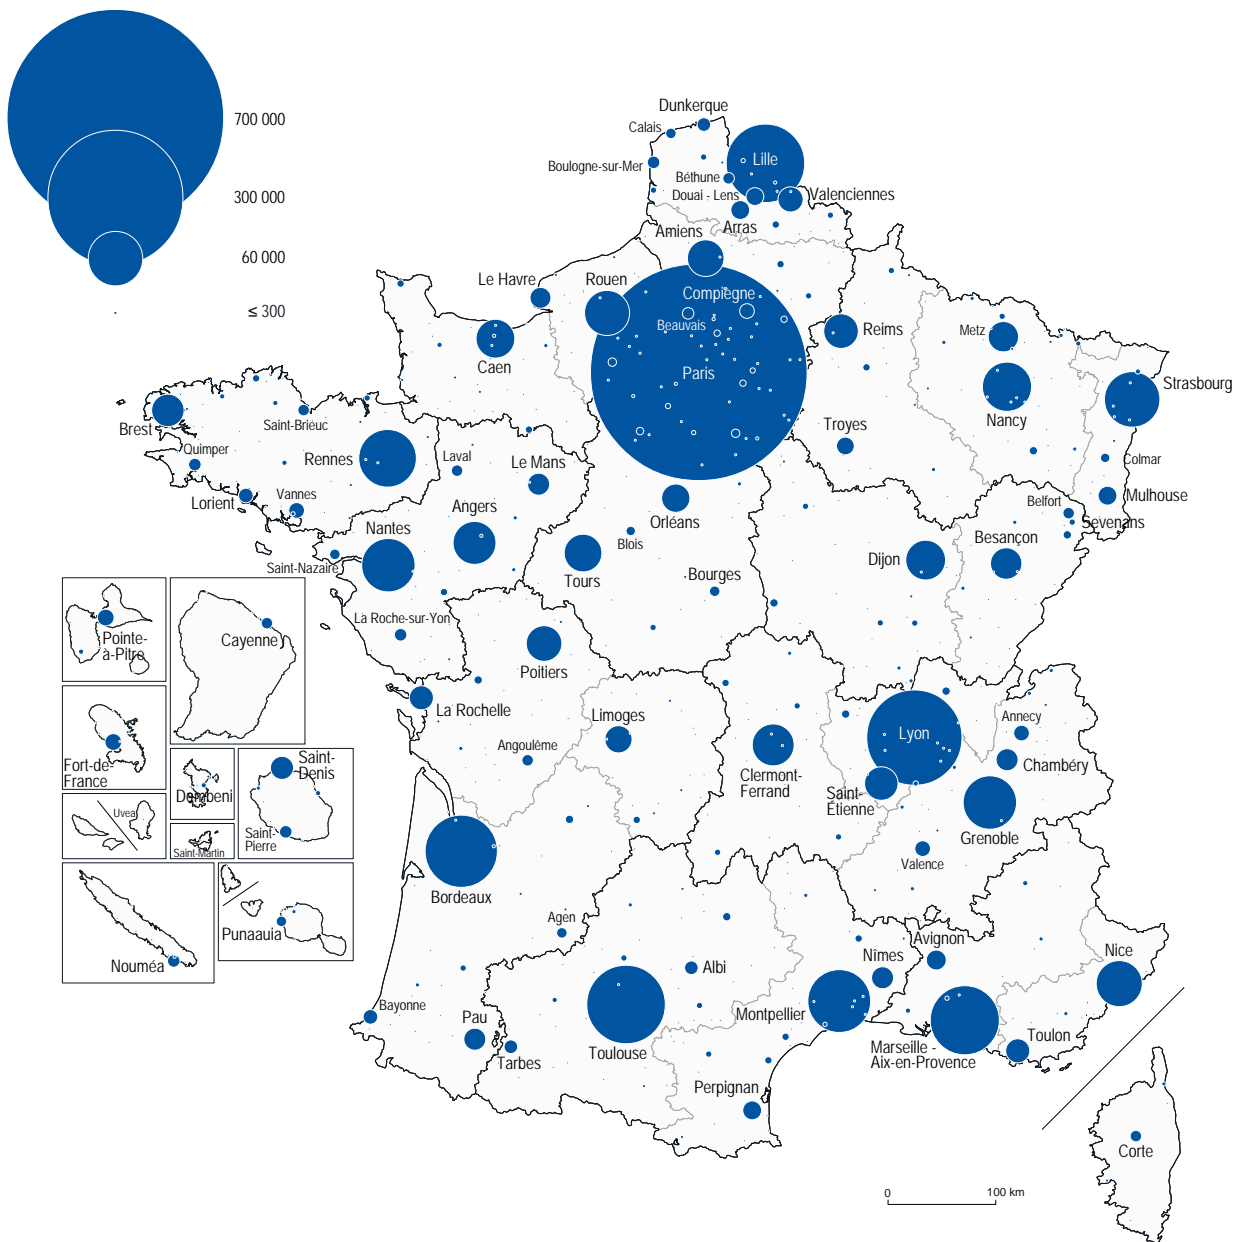 700 000
300 000
60 000
≤ 300
Dunkerque
Calais
Lille
Boulogne-sur-Mer
Béthune
Douai - Lens
Valenciennes
Arras
Amiens
Le Havre
Rouen
Compiègne
Beauvais
Reims
Metz
Caen
Paris
Strasbourg
Nancy
Brest
Saint-Brieuc
Troyes
Quimper
Rennes
Laval
Le Mans
Colmar
Lorient
Vannes
Angers
Orléans
Mulhouse
Belfort
Sevenans
Nantes
Blois
Besançon
Dijon
Saint-Nazaire
Tours
Bourges
La Roche-sur-Yon
Pointe-
à-Pitre
Cayenne
Poitiers
La Rochelle
Limoges
Lyon
Annecy
Angoulême
Chambéry
Fort-de-
France
Saint-
Denis
Clermont-
Ferrand
Saint-
Étienne
Dembeni
Uvea
Grenoble
Saint-
Pierre
Saint-Martin
Valence
Bordeaux
Agen
Punaauia
Avignon
Nîmes
Nice
Nouméa
Albi
Bayonne
Pau
Montpellier
Toulon
Toulouse
Marseille -
Aix-en-Provence
Tarbes
Perpignan
Corte
0
100 km